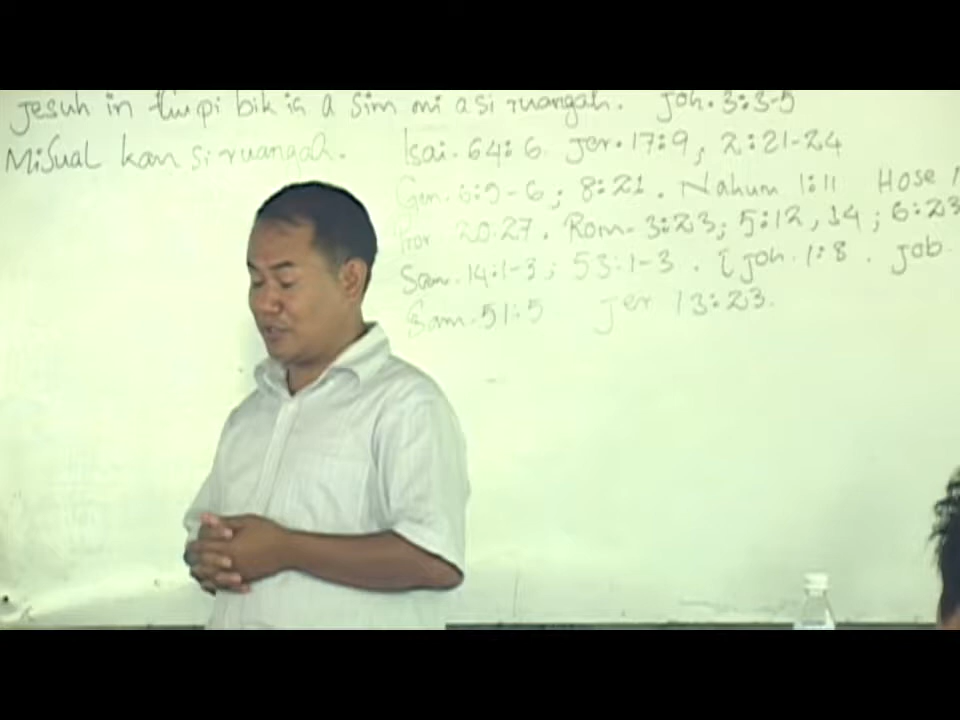 Jesuh in tlupi bik in a sim mi a si ruangah. Joh. 3:3-5
MiSual kan si ruangah. Isai. 64:6 Jer. 17:9, 2:21-24
Gen. 6:5-6; 8:21. Nahum 1:11 Hose
20:27. Rom. 3:23; 5:12, 14; 6:23
Sam. 14:1-3; 53:1-3. I Joh. 1:8. Job
Sam. 51:5 Jer 13:23.